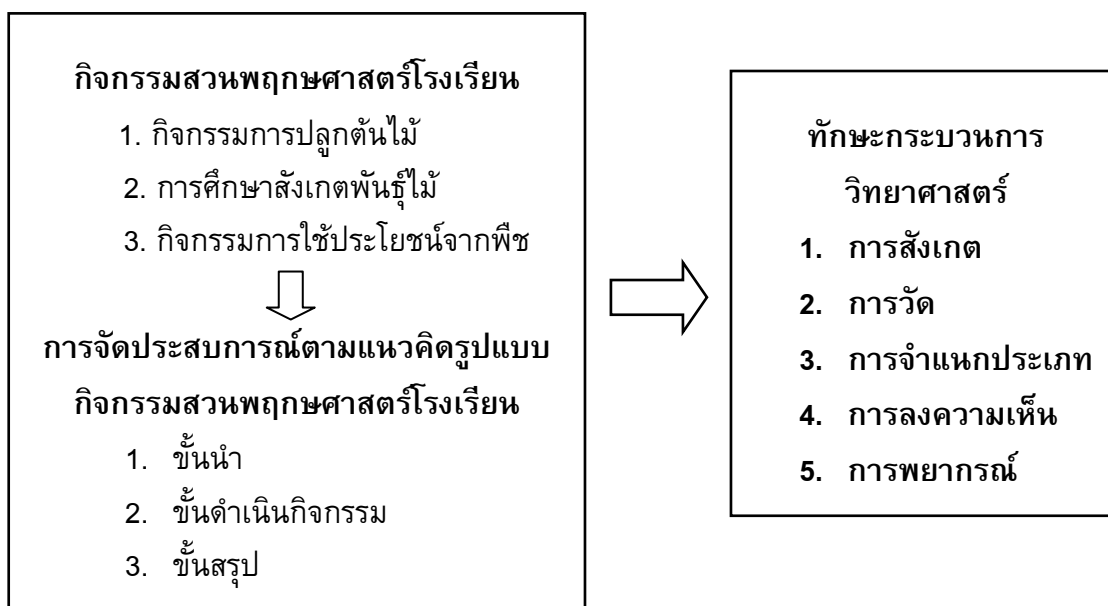 กิจกรรมสวนพฤกษศาสตร์โรงเรียน
1. กิจกรรมการปลูกต้นไม้
2. การศึกษาสังเกตพันธุ์ไม้
3. กิจกรรมการใช้ประโยชน์จากพืช
การจัดประสบการณ์ตามแนวคิดรูปแบบ
กิจกรรมสวนพฤกษศาสตร์โรงเรียน
1. ขั้นนำ
2. ขั้นดำเนินกิจกรรม
3. ขั้นสรุป
ทักษะกระบวนการ
วิทยาศาสตร์
1. การสังเกต
2. การวัด
3. การจำแนกประเภท
4. การลงความเห็น
5. การพยากรณ์